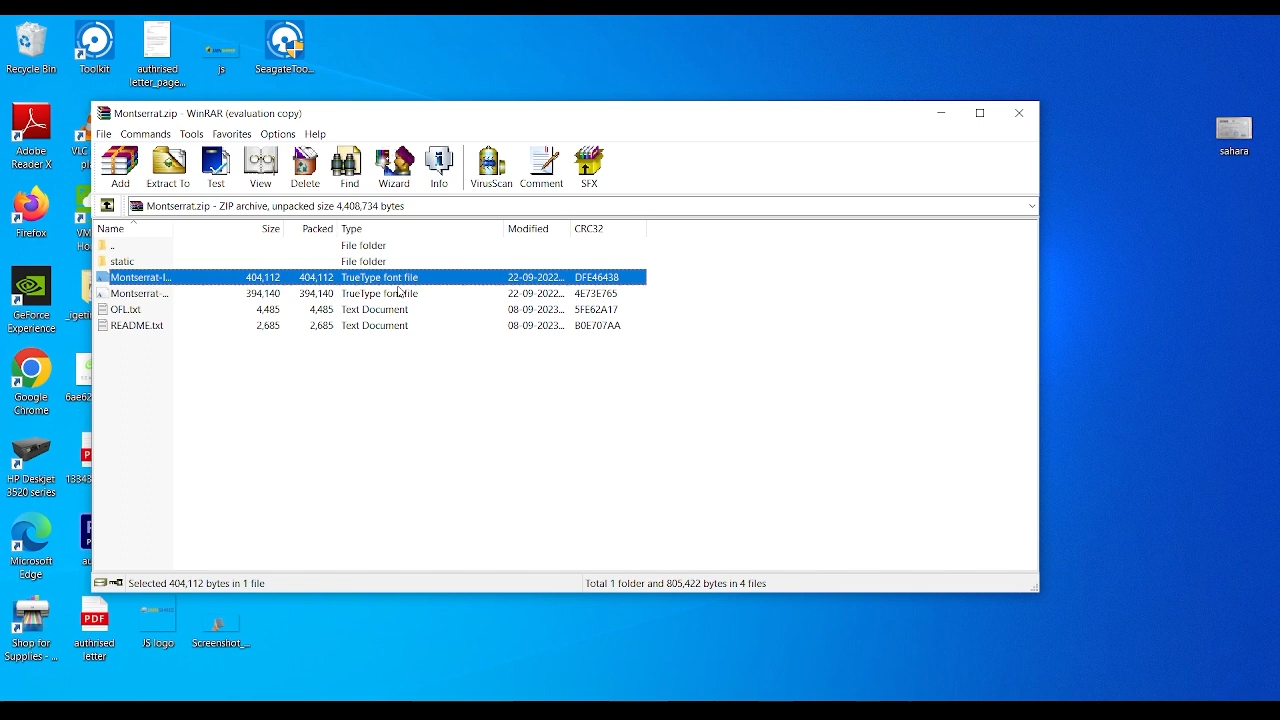 Recycle Bin
Toolkit
authrised
letter_page...
js
SeagateToo...
Adobe
Reader X
Firefox
GeForce
Experience
_igeti
Google
Chrome
6ae62
HP Deskjet
3520 series
13348
Microsoft
Edge
au
Shop for
Supplies - ...
PDF
authrised
letter
JS logo
Screenshot_...
sahara
Montserrat.zip - WinRAR (evaluation copy)
File Commands Tools Favorites Options Help
Add Extract To Test View Delete Find Wizard Info VirusScan Comment SFX
Montserrat.zip - ZIP archive, unpacked size 4,408,734 bytes
Name Size Packed Type Modified CRC32
.. File folder
static File folder
Montserrat-I... 404,112 404,112 TrueType font file 22-09-2022... DFE46438
Montserrat-... 394,140 394,140 TrueType font file 22-09-2022... 4E73E765
OFL.txt 4,485 4,485 Text Document 08-09-2023... 5FE62A17
README.txt 2,685 2,685 Text Document 08-09-2023... B0E707AA
Selected 404,112 bytes in 1 file
Total 1 folder and 805,422 bytes in 4 files